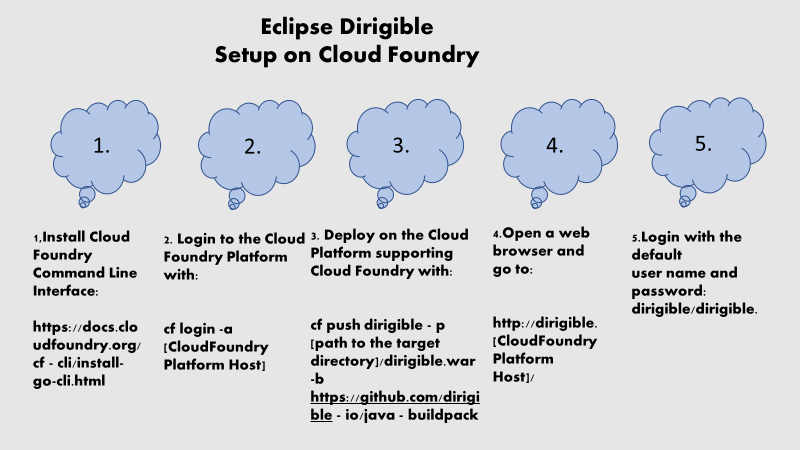 Eclipse Dirigible
Setup on Cloud Foundry
1.
2.
3.
4.
5.
1,Install Cloud
Foundry
Command Line
Interface:
https://docs.clo
udfoundry.org/
cf - cli/install-
go-cli.html
2. Login to the Cloud
Foundry Platform
with:
cf login -a
[CloudFoundry
Platform Host]
3. Deploy on the Cloud
Platform supporting
Cloud Foundry with:
cf push dirigible - p
[path to the target
directory]/dirigible.war
-b
https://github.com/dirigi
ble - io/java - buildpack
4.Open a web
browser and
go to:
http://dirigible.
[CloudFoundry
Platform
Host]/
5.Login with the
default
user name and
password:
dirigible/dirigible.